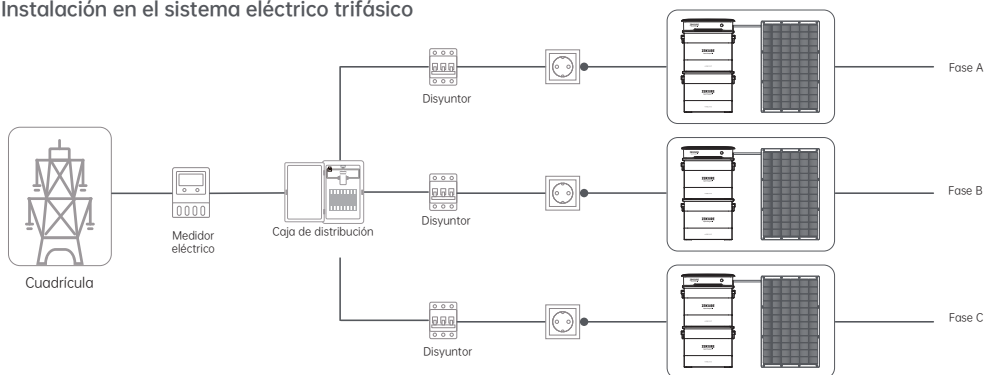 Instalación en el sistema eléctrico trifásico
Disyuntor
Fase A
Cuadrícula
Medidor
eléctrico
Caja de distribución
Disyuntor
Fase B
Disyuntor
Fase C